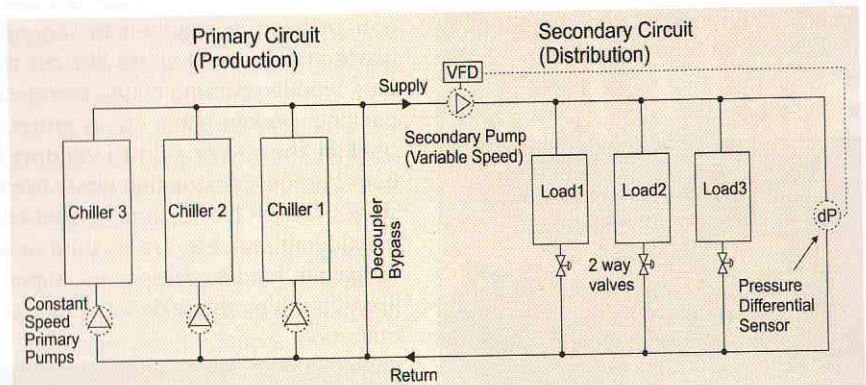 Primary Circuit
(Production)
Secondary Circuit
(Distribution)
VFD
Supply
Secondary Pump
(Variable Speed)
Chiller 3
Chiller 2
Chiller 1
Decoupler
Bypass
Load1
Load2
Load3
dP
2 way
valves
Constant
Speed
Primary
Pumps
Pressure
Differential
Sensor
Return